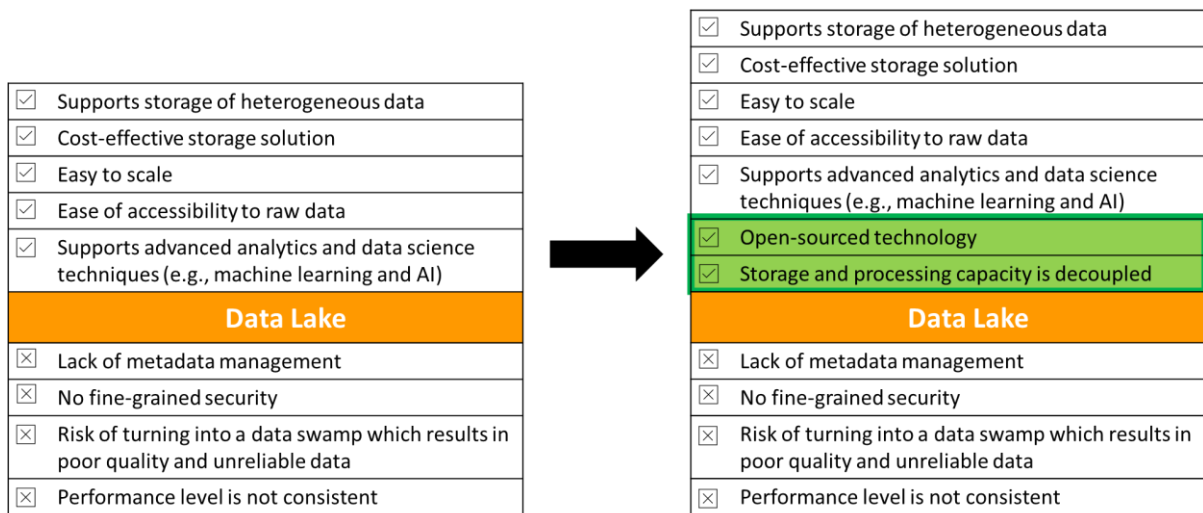 Supports storage of heterogeneous data
Cost-effective storage solution
Easy to scale
Ease of accessibility to raw data
Supports advanced analytics and data science
techniques (e.g., machine learning and AI)
Data Lake
Lack of metadata management
No fine-grained security
Risk of turning into a data swamp which results in
poor quality and unreliable data
Performance level is not consistent
Supports storage of heterogeneous data
Cost-effective storage solution
Easy to scale
Ease of accessibility to raw data
Supports advanced analytics and data science
techniques (e.g., machine learning and AI)
Open-sourced technology
Storage and processing capacity is decoupled
Data Lake
Lack of metadata management
No fine-grained security
Risk of turning into a data swamp which results in
poor quality and unreliable data
Performance level is not consistent